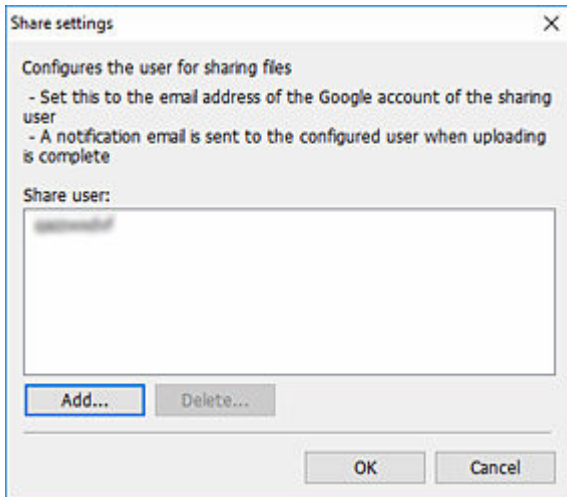 Share settings
Configures the user for sharing files
- Set this to the email address of the Google account of the sharing
user
- A notification email is sent to the configured user when uploading
is complete
Share user:
Add...
Delete...
OK
Cancel